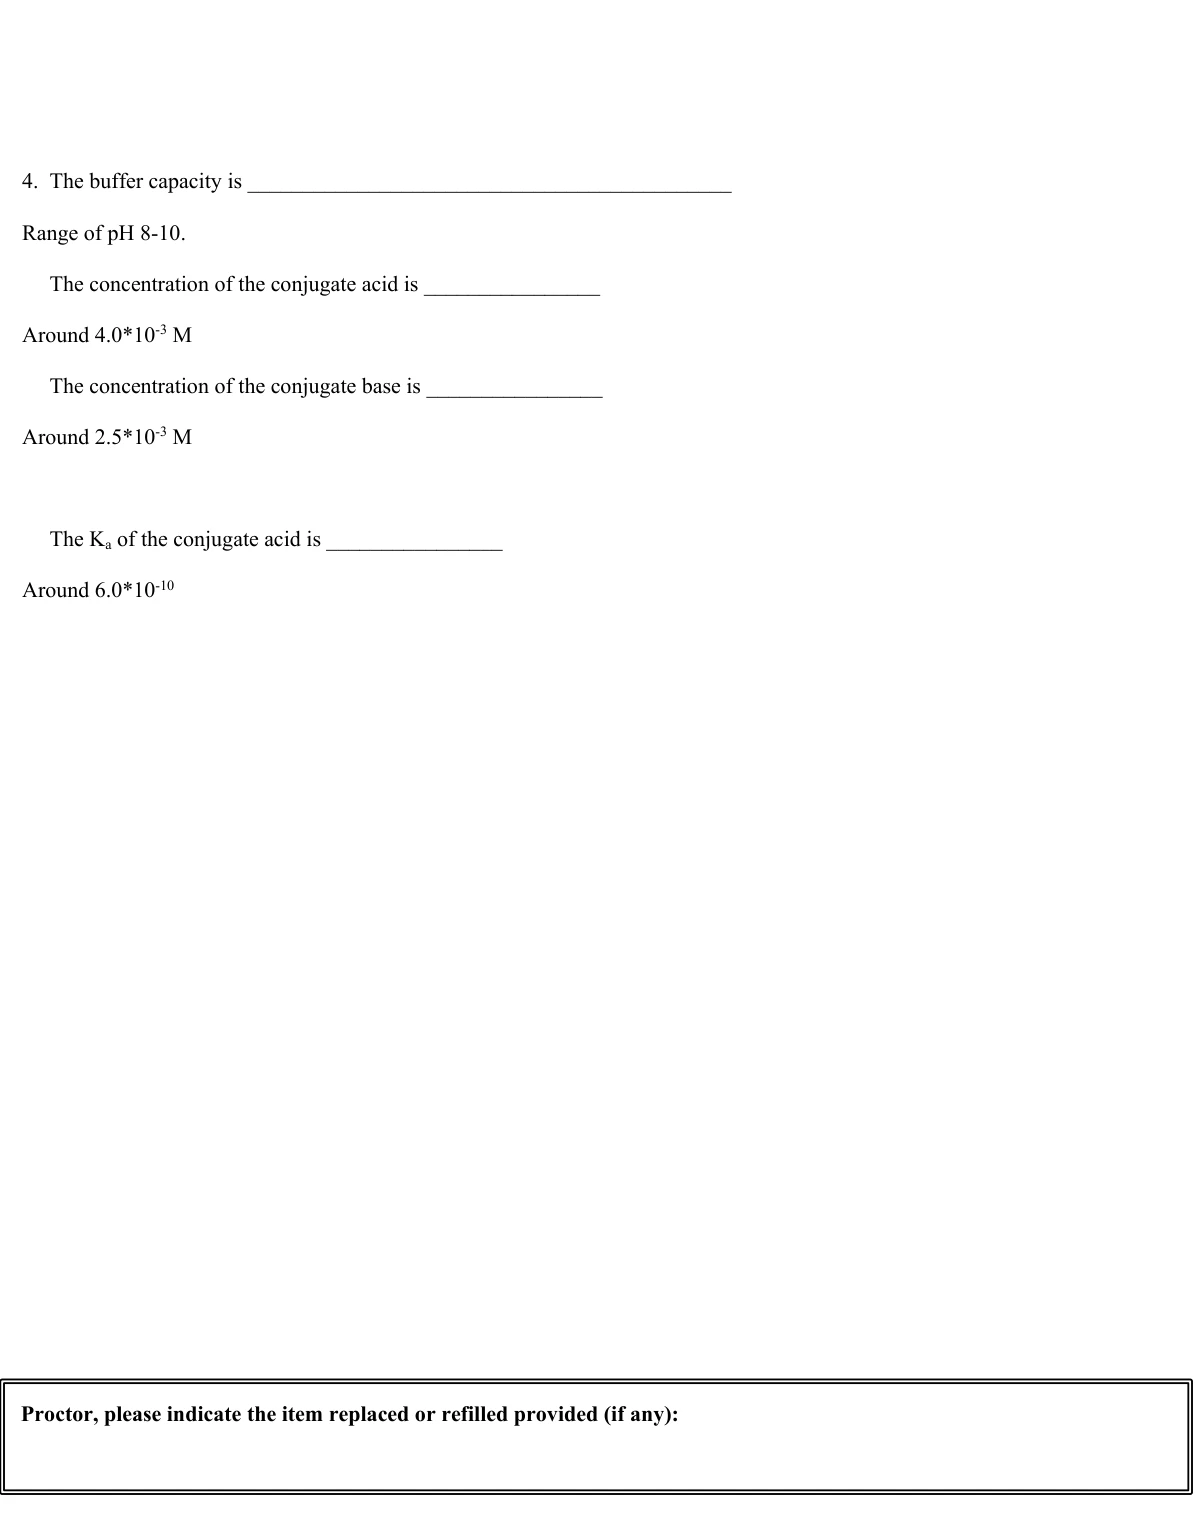 4. The buffer capacity is ____________________________________________
Range of pH 8-10.
The concentration of the conjugate acid is ________________
Around 4.0*10⁻³ M
The concentration of the conjugate base is ________________
Around 2.5*10⁻³ M
The Kₐ of the conjugate acid is ________________
Around 6.0*10⁻¹⁰
Proctor, please indicate the item replaced or refilled provided (if any):